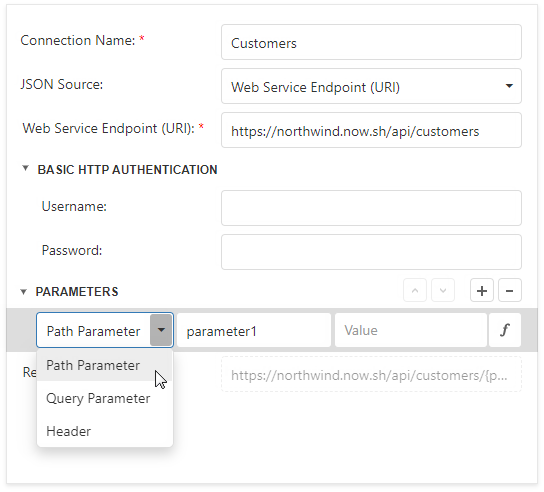 Connection Name: * Customers
JSON Source: Web Service Endpoint (URI)
Web Service Endpoint (URI): * https://northwind.now.sh/api/customers
BASIC HTTP AUTHENTICATION
Username:
Password:
PARAMETERS
Path Parameter parameter1 Value f
Path Parameter
Re https://northwind.now.sh/api/customers/{p...
Query Parameter
Header